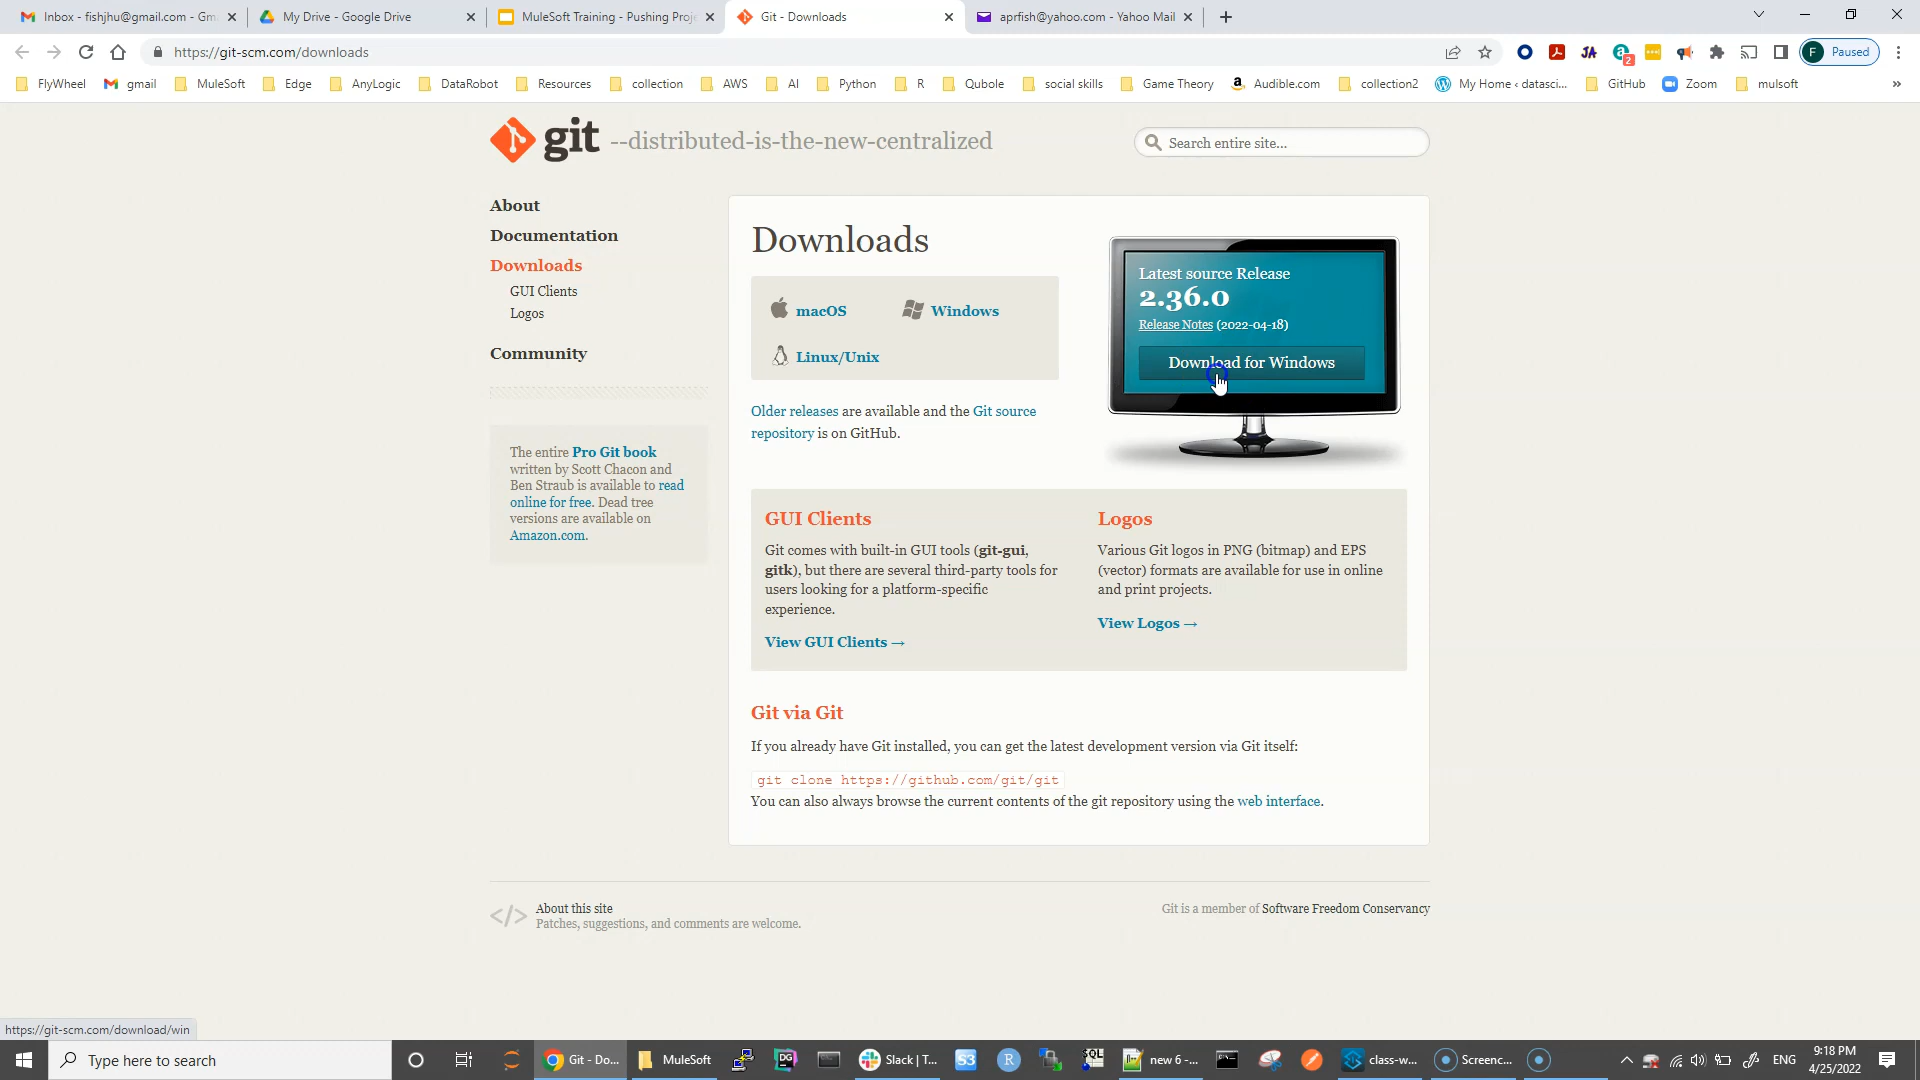 Inbox - fishjhu@gmail.com - Gm
My Drive - Google Drive
MuleSoft Training - Pushing Proje
Git - Downloads
aprfish@yahoo.com - Yahoo Mail
https://git-scm.com/downloads
2
F Paused
FlyWheel
gmail
MuleSoft
Edge
AnyLogic
DataRobot
Resources
collection
AWS
AI
Python
R
Qubole
social skills
Game Theory
Audible.com
collection2
My Home ‹ datasci...
GitHub
Zoom
mulsoft
»
git --distributed-is-the-new-centralized
Search entire site...
About
Documentation
Downloads
GUI Clients
Logos
Community
The entire Pro Git book
written by Scott Chacon and
Ben Straub is available to read
online for free. Dead tree
versions are available on
Amazon.com.
Downloads
macOS
Windows
Linux/Unix
Older releases are available and the Git source
repository is on GitHub.
Latest source Release
2.36.0
Release Notes (2022-04-18)
Download for Windows
GUI Clients
Git comes with built-in GUI tools (git-gui,
gitk), but there are several third-party tools for
users looking for a platform-specific
experience.
View GUI Clients →
Logos
Various Git logos in PNG (bitmap) and EPS
(vector) formats are available for use in online
and print projects.
View Logos →
Git via Git
If you already have Git installed, you can get the latest development version via Git itself:
git clone https://github.com/git/git
You can also always browse the current contents of the git repository using the web interface.
</> About this site
Patches, suggestions, and comments are welcome.
Git is a member of Software Freedom Conservancy
https://git-scm.com/download/win
Type here to search
Git - Do...
MuleSoft
DG
Slack | T...
S3
R
SQL
new 6 -...
class-w...
Screenc...
ENG
9:18 PM
4/25/2022